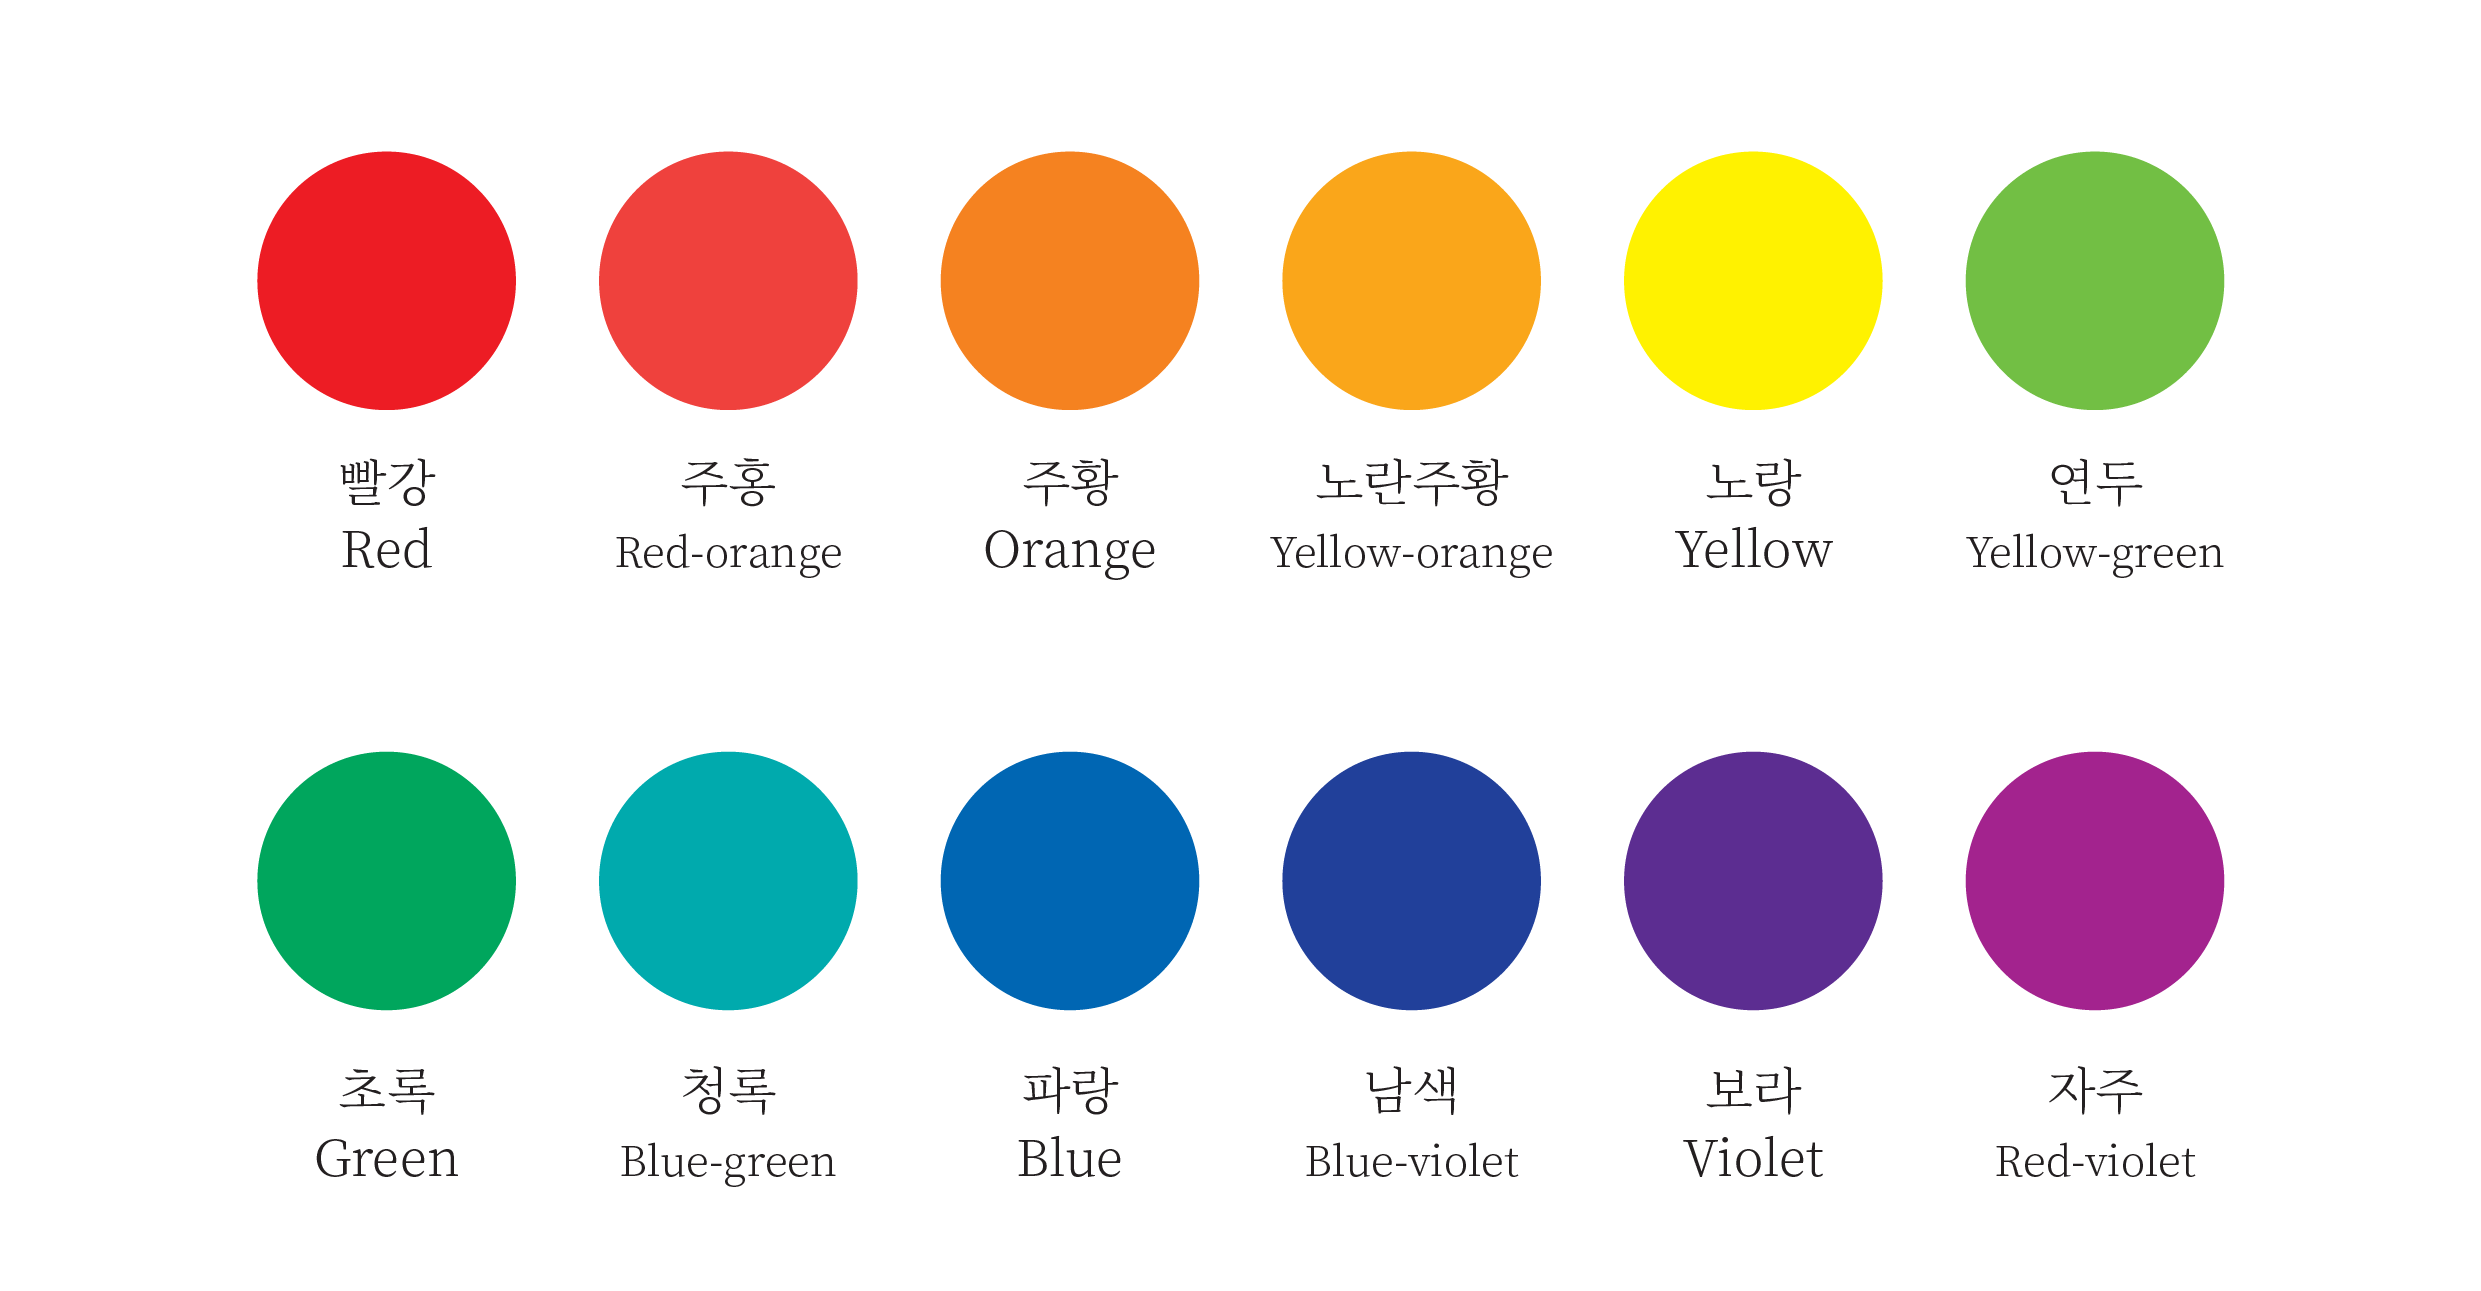 빨강 주홍 주황 노란주황 노랑 연두
Red Red-orange Orange Yellow-orange Yellow Yellow-green
초록 청록 파랑 남색 보라 자주
Green Blue-green Blue Blue-violet Violet Red-violet